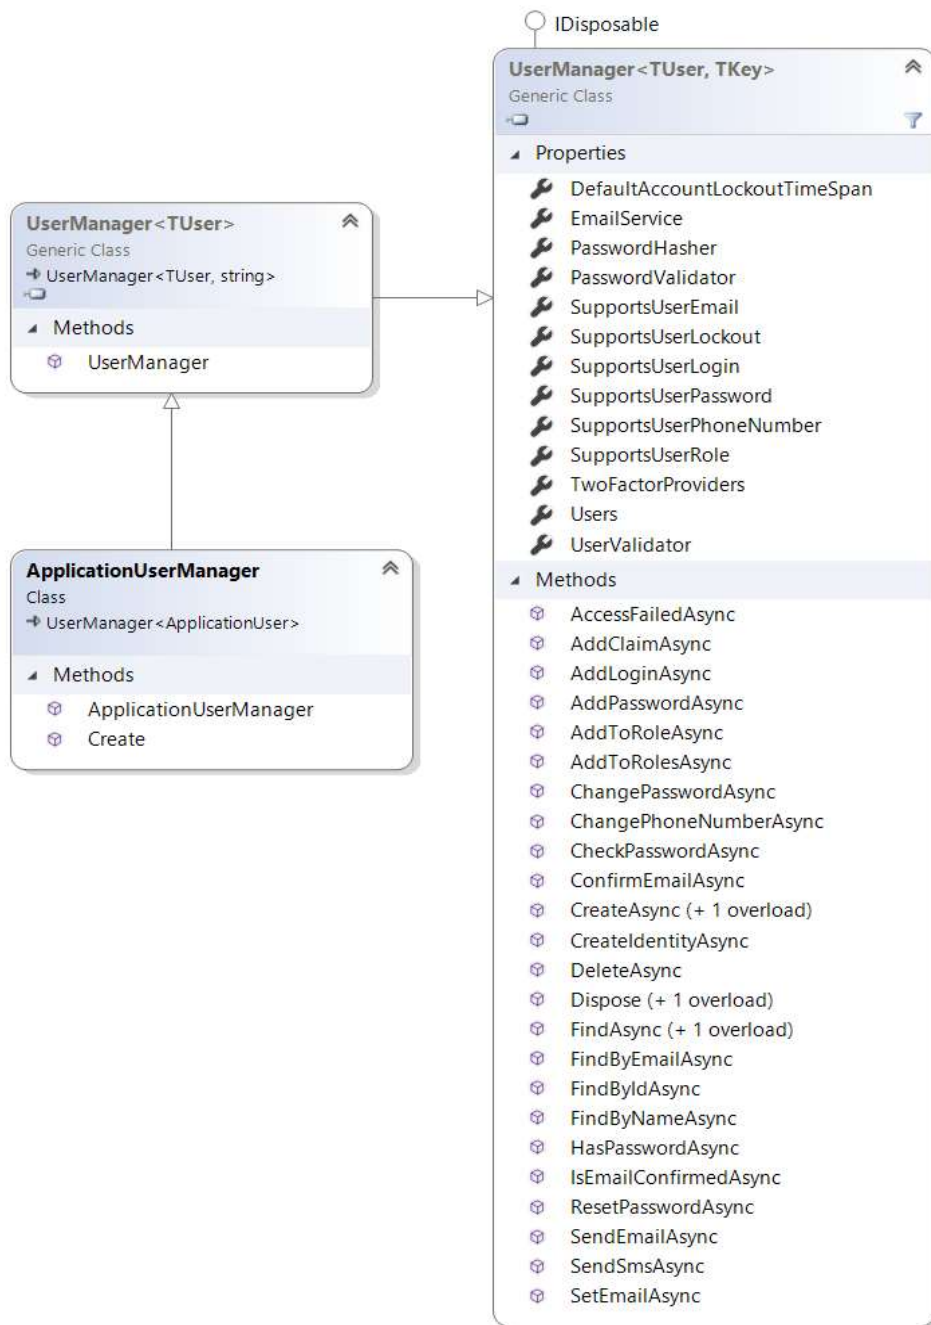 IDisposable
UserManager<TUser, TKey>
Generic Class
Properties
DefaultAccountLockoutTimeSpan
EmailService
PasswordHasher
PasswordValidator
SupportsUserEmail
SupportsUserLockout
SupportsUserLogin
SupportsUserPassword
SupportsUserPhoneNumber
SupportsUserRole
TwoFactorProviders
Users
UserValidator
Methods
AccessFailedAsync
AddClaimAsync
AddLoginAsync
AddPasswordAsync
AddToRoleAsync
AddToRolesAsync
ChangePasswordAsync
ChangePhoneNumberAsync
CheckPasswordAsync
ConfirmEmailAsync
CreateAsync (+ 1 overload)
CreateIdentityAsync
DeleteAsync
Dispose (+ 1 overload)
FindAsync (+ 1 overload)
FindByEmailAsync
FindByIdAsync
FindByNameAsync
HasPasswordAsync
IsEmailConfirmedAsync
ResetPasswordAsync
SendEmailAsync
SendSmsAsync
SetEmailAsync
UserManager<TUser>
Generic Class
UserManager<TUser, string>
Methods
UserManager
ApplicationUserManager
Class
UserManager<ApplicationUser>
Methods
ApplicationUserManager
Create